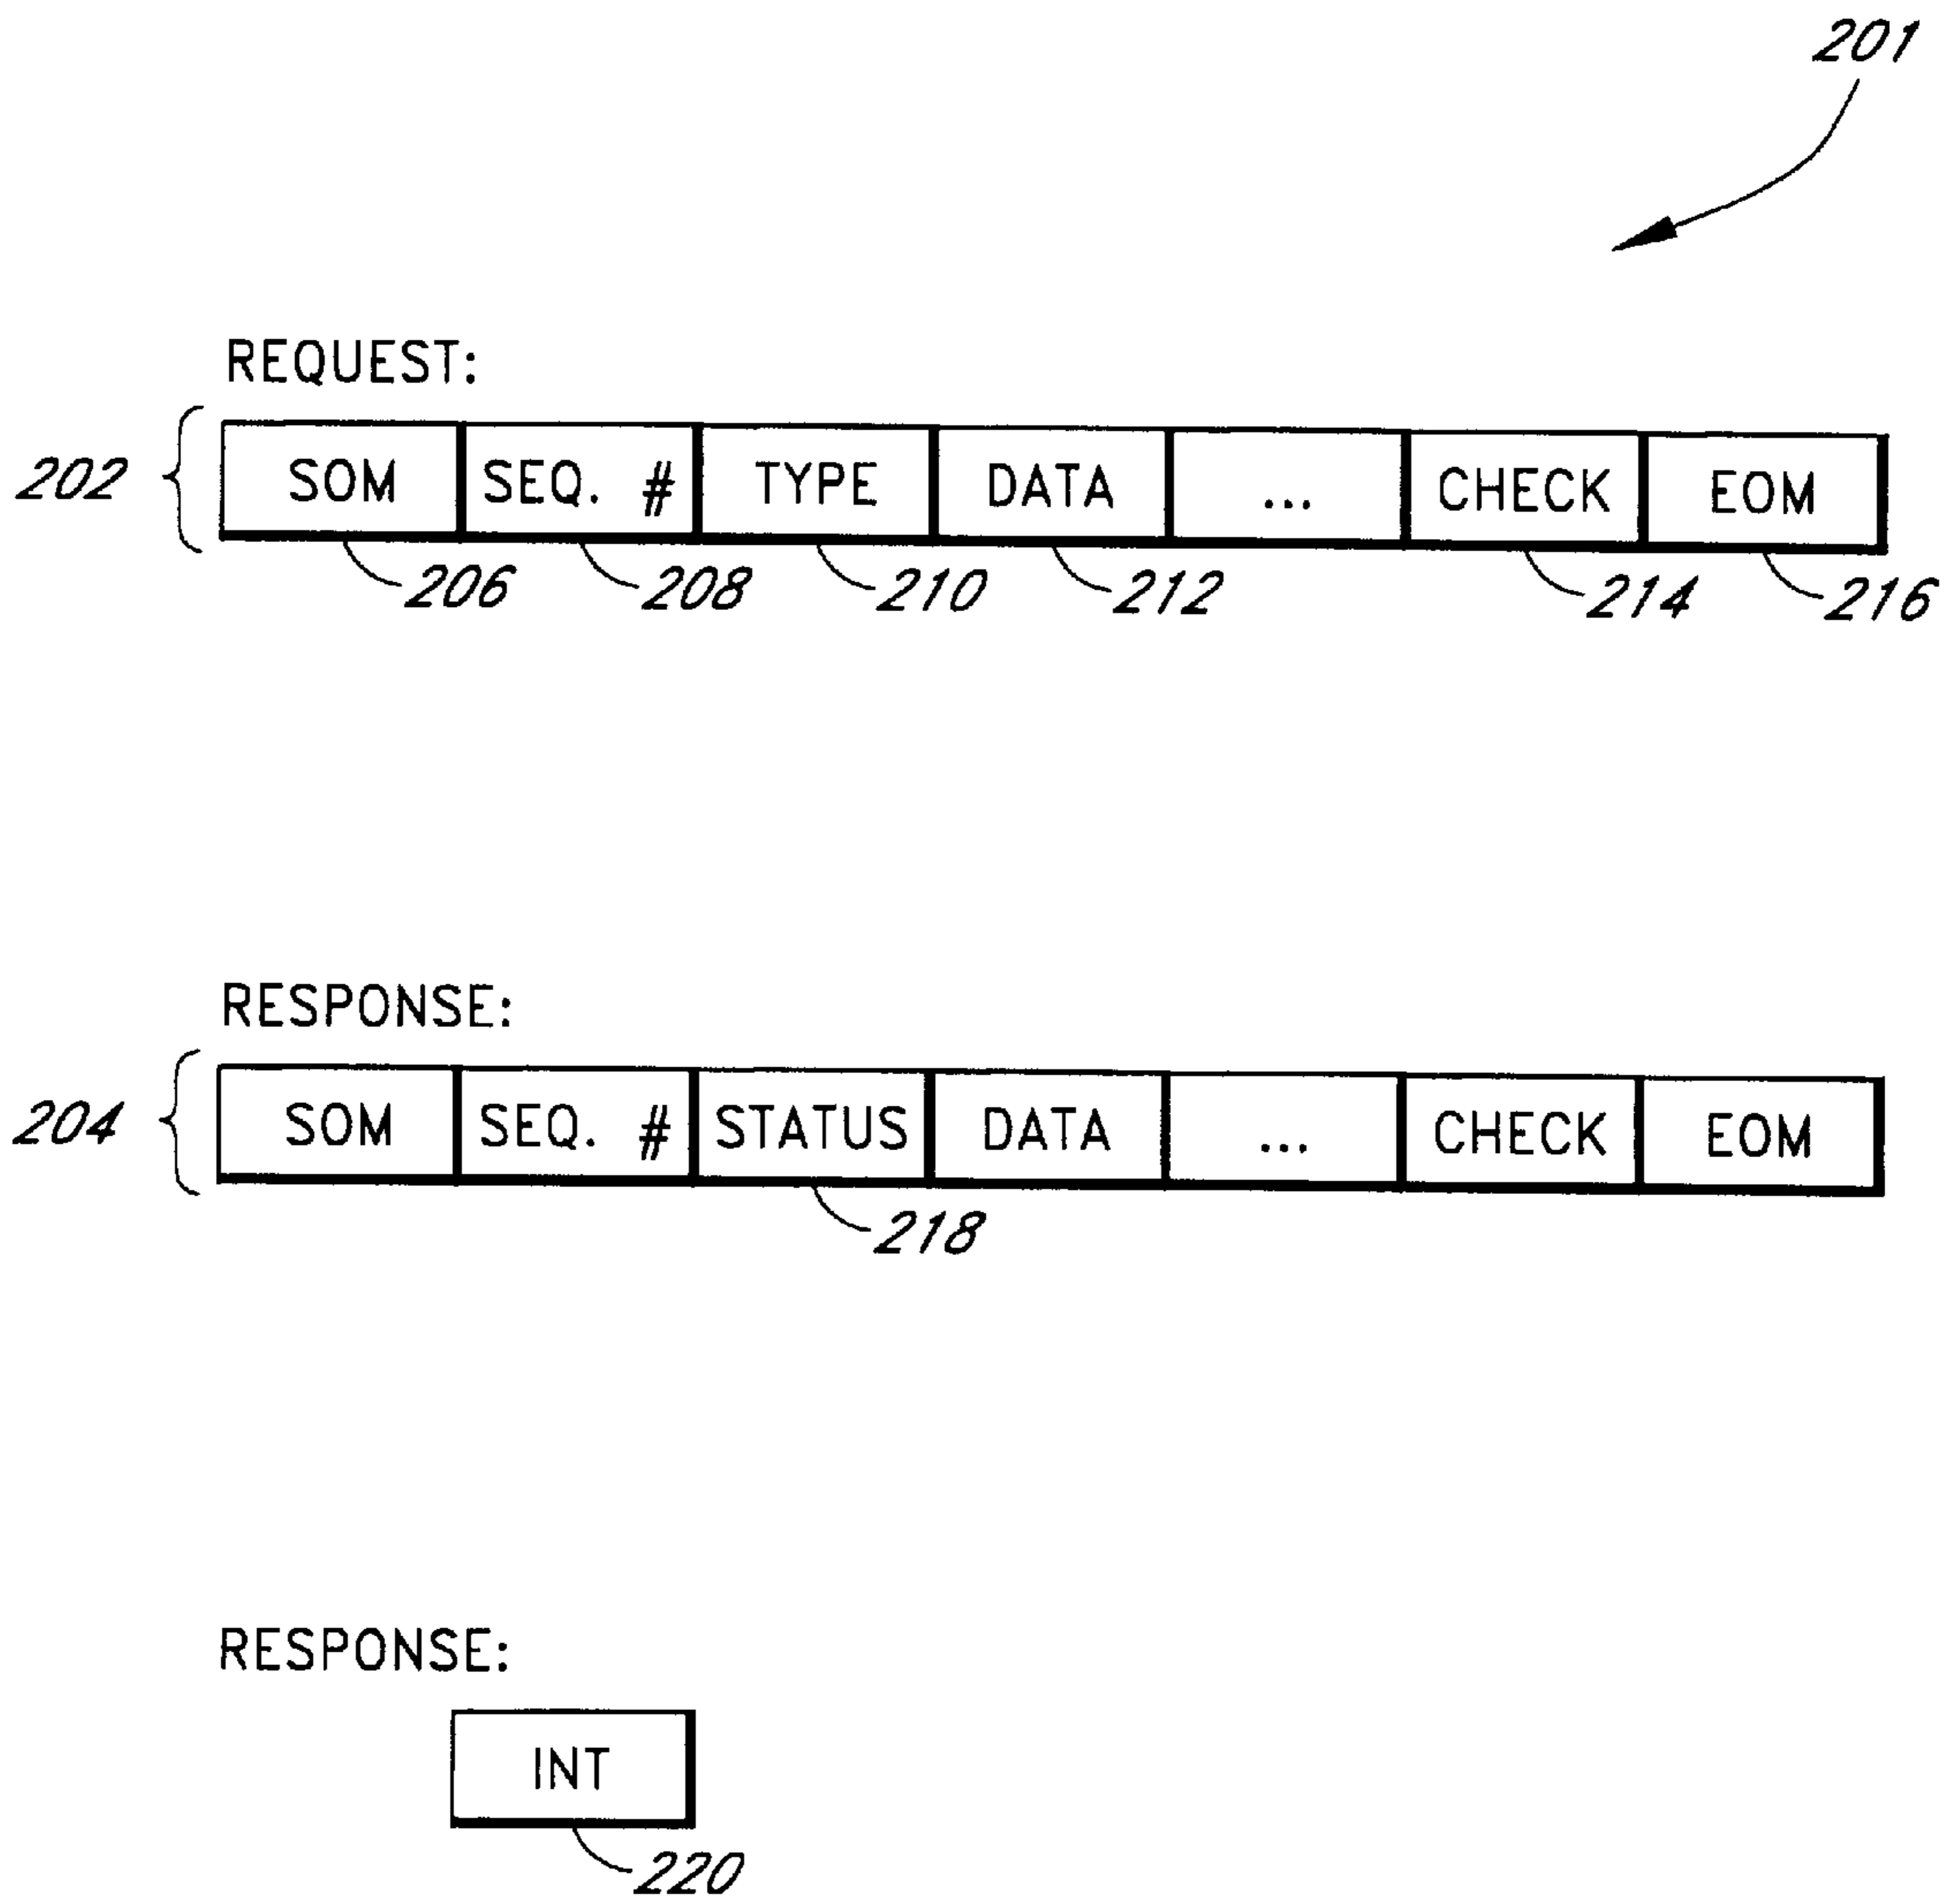 201
REQUEST:
202 SOM SEQ. # TYPE DATA ... CHECK EOM
206 208 210 212 214 216
RESPONSE:
204 SOM SEQ. # STATUS DATA ... CHECK EOM
218
RESPONSE:
INT
220